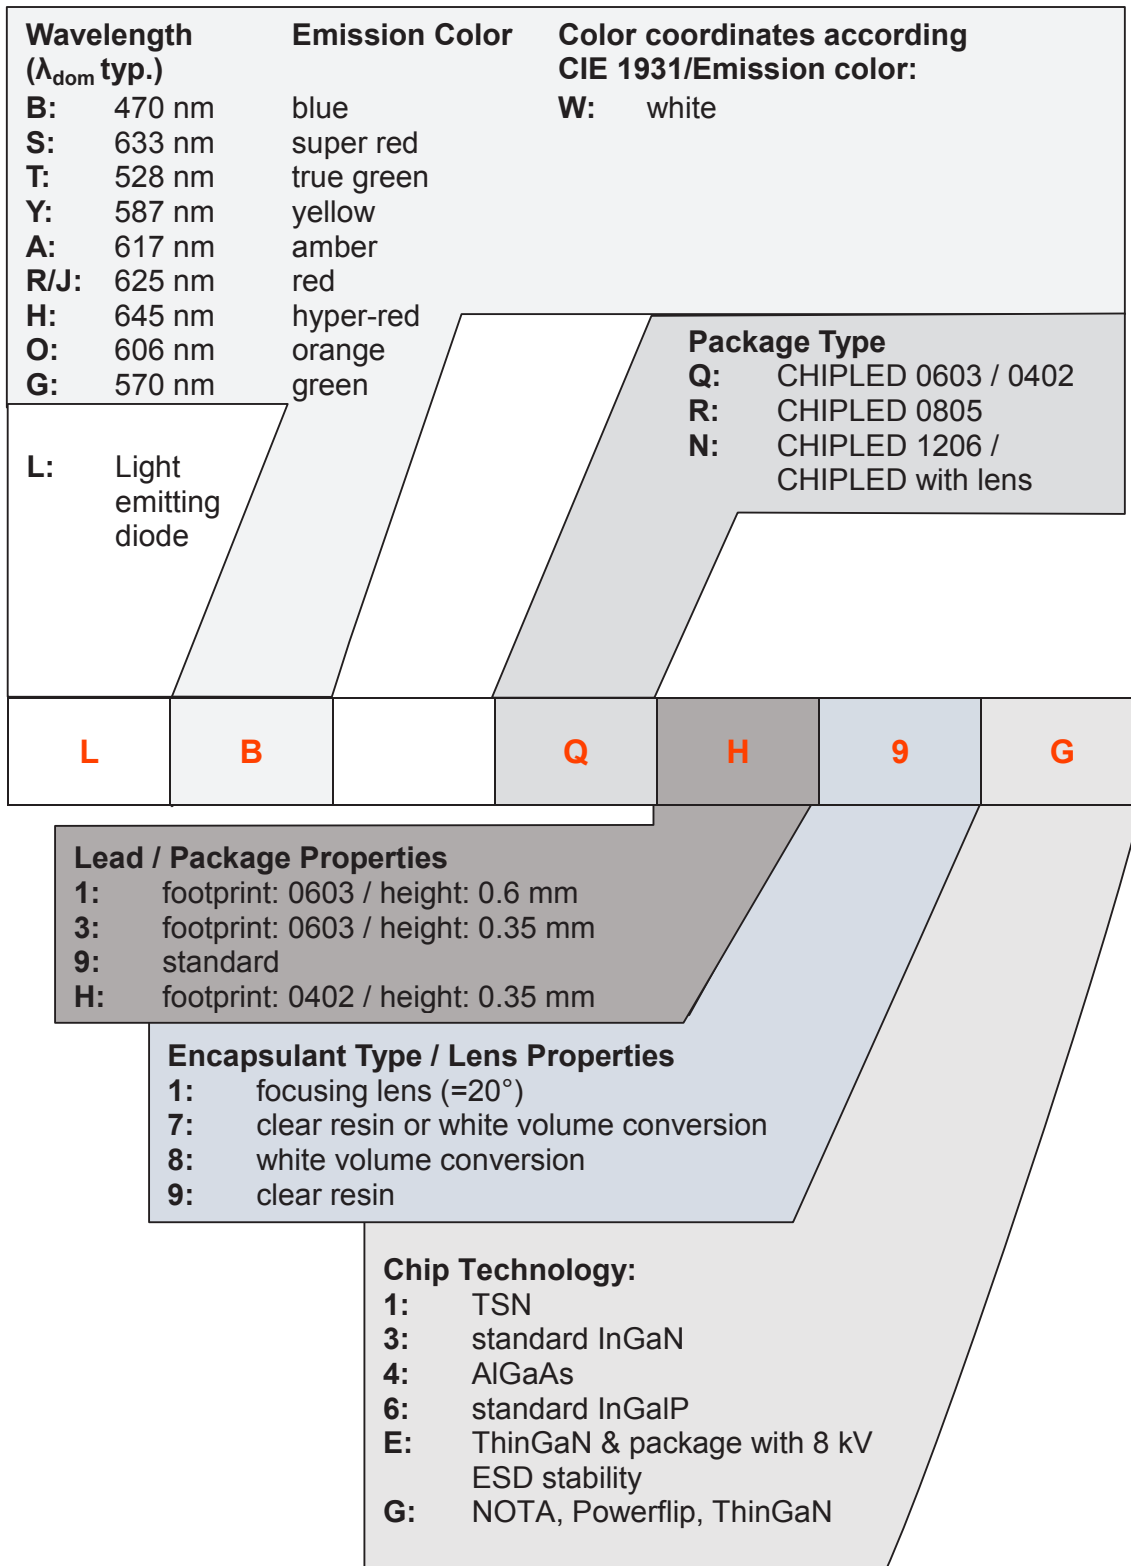 Wavelength Emission Color Color coordinates according
(λdom typ.) CIE 1931/Emission color:
B: 470 nm blue W: white
S: 633 nm super red
T: 528 nm true green
Y: 587 nm yellow
A: 617 nm amber
R/J: 625 nm red
H: 645 nm hyper-red
O: 606 nm orange
G: 570 nm green
Package Type
Q: CHIPLED 0603 / 0402
R: CHIPLED 0805
N: CHIPLED 1206 /
CHIPLED with lens
L: Light
emitting
diode
L B Q H 9 G
Lead / Package Properties
1: footprint: 0603 / height: 0.6 mm
3: footprint: 0603 / height: 0.35 mm
9: standard
H: footprint: 0402 / height: 0.35 mm
Encapsulant Type / Lens Properties
1: focusing lens (=20°)
7: clear resin or white volume conversion
8: white volume conversion
9: clear resin
Chip Technology:
1: TSN
3: standard InGaN
4: AlGaAs
6: standard InGalP
E: ThinGaN & package with 8 kV
ESD stability
G: NOTA, Powerflip, ThinGaN